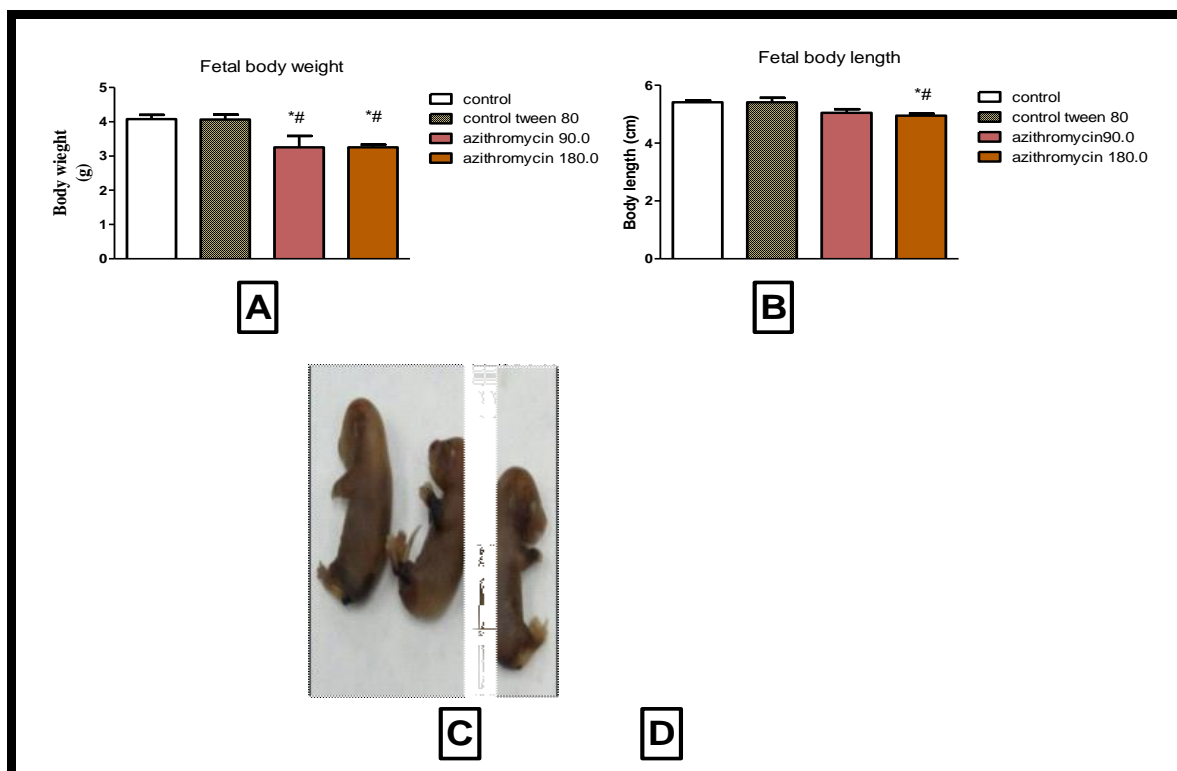 Fetal body weight
5
4
3
2
1
0
Body wieght
(g)
*#
*#
control
control tween 80
azithromycin 90.0
azithromycin 180.0
A
Fetal body length
6
4
2
0
Body length (cm)
*#
control
control tween 80
azithromycin90.0
azithromycin 180.0
B
C
D